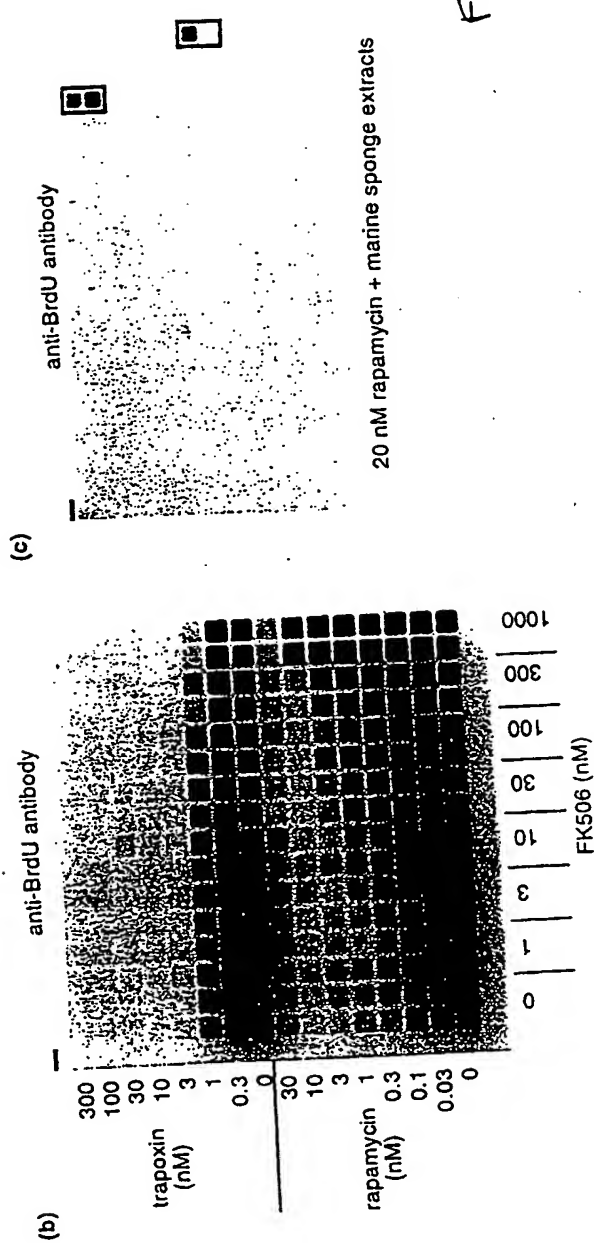 (b)
anti-BrdU antibody
trapoxin
(nM)
300
100
30
10
3
1
0.3
0
rapamycin
(nM)
30
10
3
1
0.3
0.1
0.03
0
0
1
3
10
30
100
300
1000
FK506 (nM)
(c)
anti-BrdU antibody
20 nM rapamycin + marine sponge extracts
F